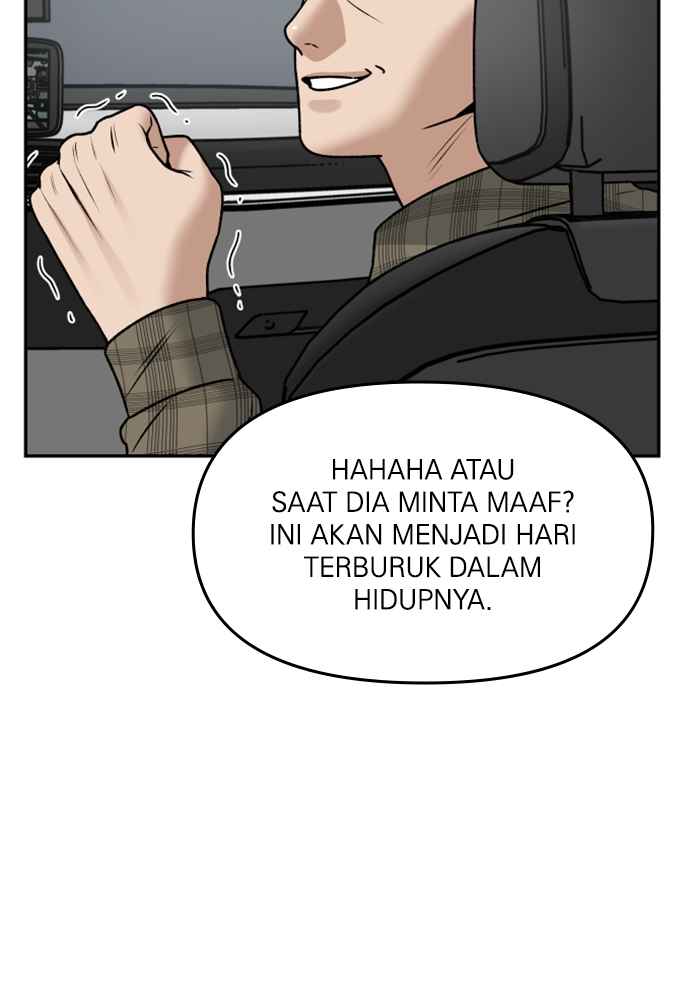 HAHAHA ATAU
SAAT DIA MINTA MAAF?
INI AKAN MENJADI HARI
TERBURUK DALAM
HIDUPNYA.